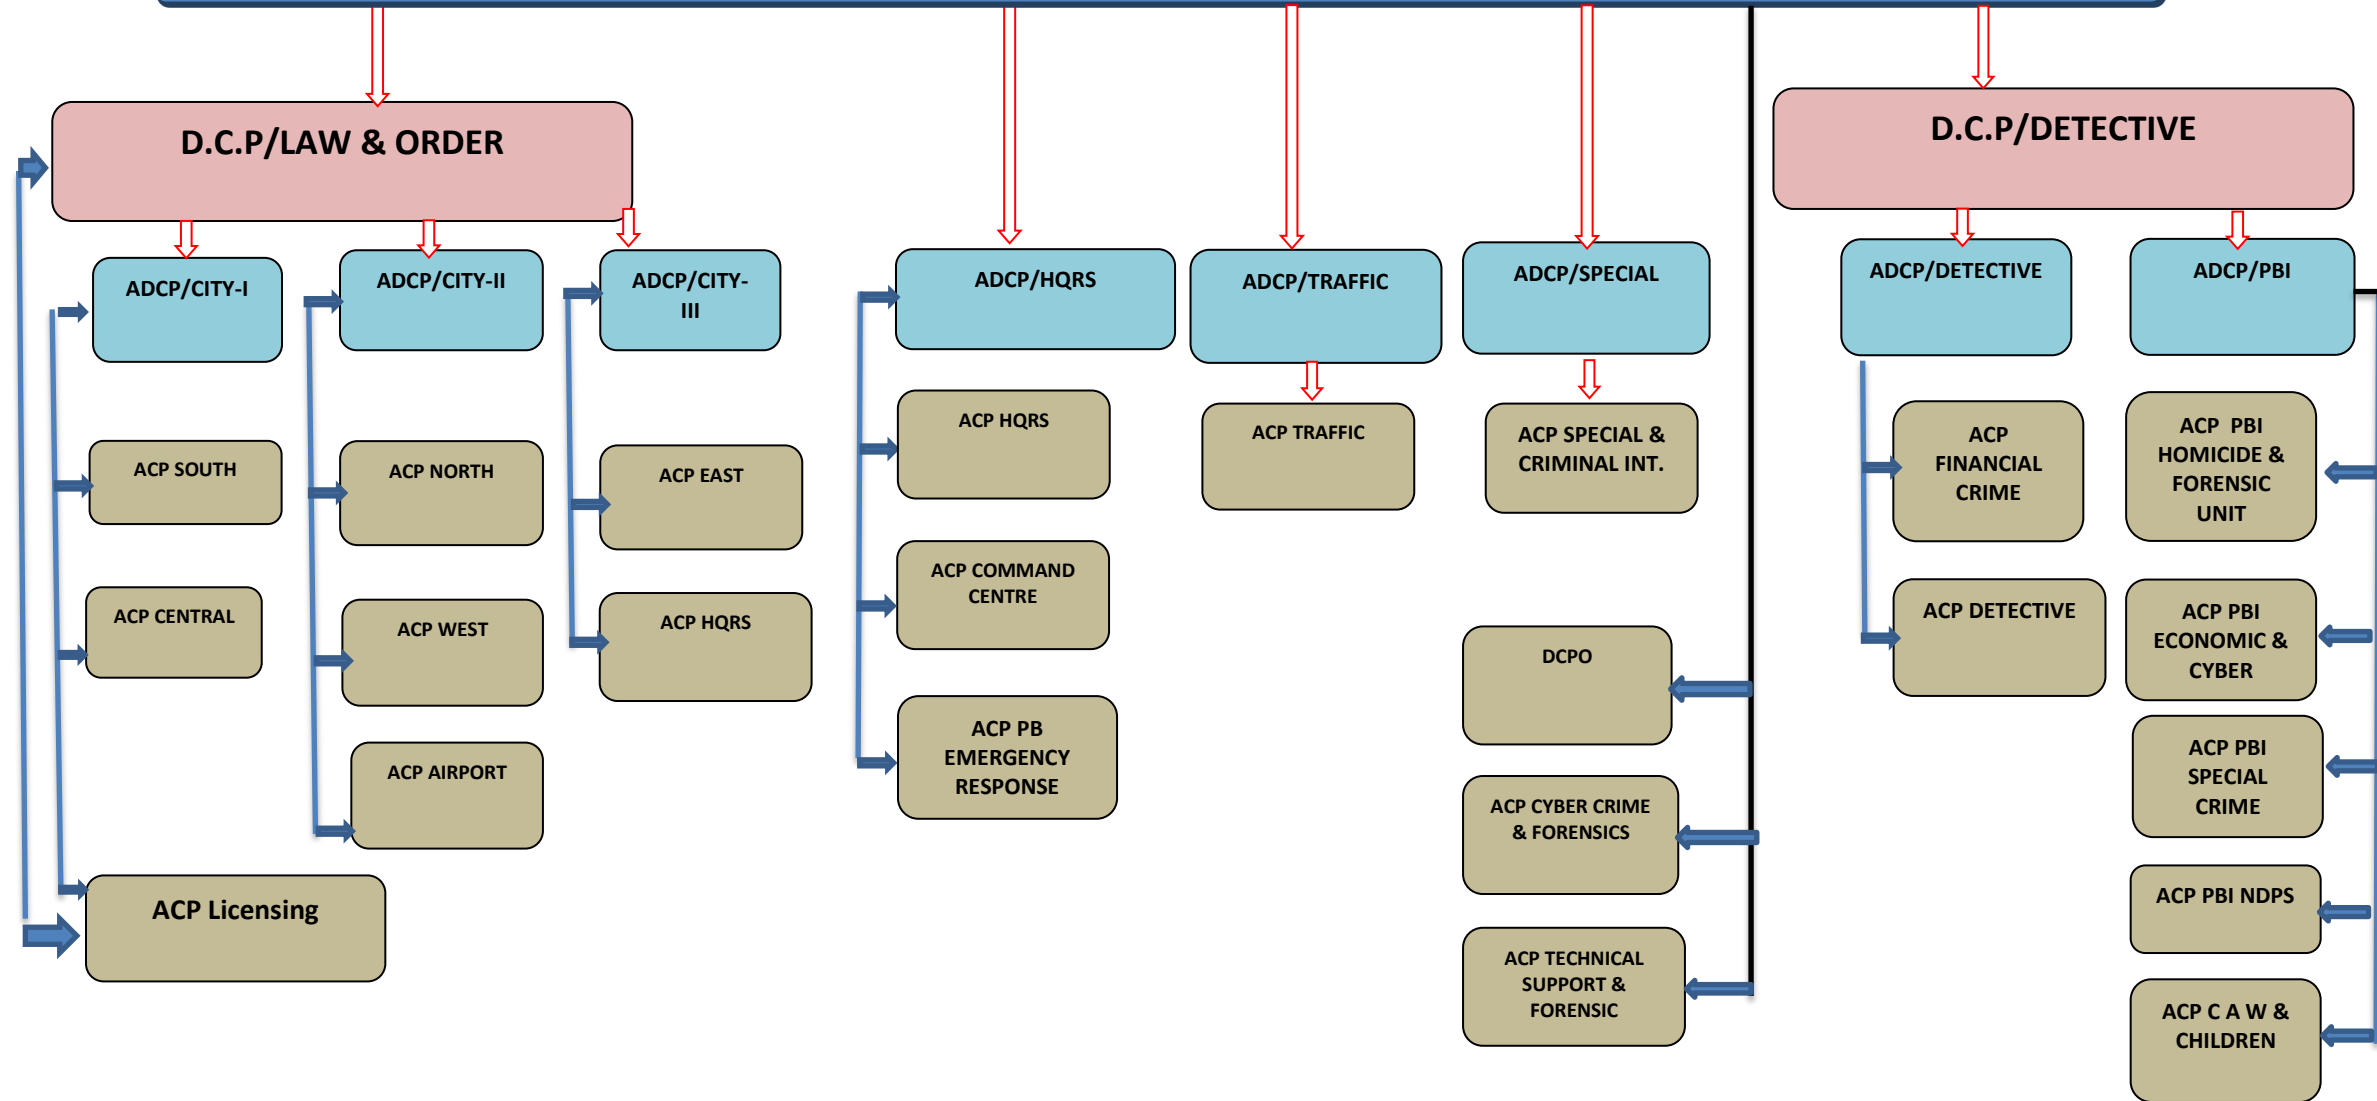 D.C.P/LAW & ORDER
D.C.P/DETECTIVE
ADCP/CITY-I
ADCP/CITY-II
ADCP/CITY-
III
ADCP/HQRS
ADCP/TRAFFIC
ADCP/SPECIAL
ADCP/DETECTIVE
ADCP/PBI
ACP SOUTH
ACP NORTH
ACP EAST
ACP HQRS
ACP TRAFFIC
ACP SPECIAL &
CRIMINAL INT.
ACP
FINANCIAL
CRIME
ACP PBI
HOMICIDE &
FORENSIC
UNIT
ACP CENTRAL
ACP WEST
ACP HQRS
ACP COMMAND
CENTRE
DCPO
ACP DETECTIVE
ACP PBI
ECONOMIC &
CYBER
ACP AIRPORT
ACP PB
EMERGENCY
RESPONSE
ACP CYBER CRIME
& FORENSICS
ACP PBI
SPECIAL
CRIME
ACP Licensing
ACP TECHNICAL
SUPPORT &
FORENSIC
ACP PBI NDPS
ACP C A W &
CHILDREN